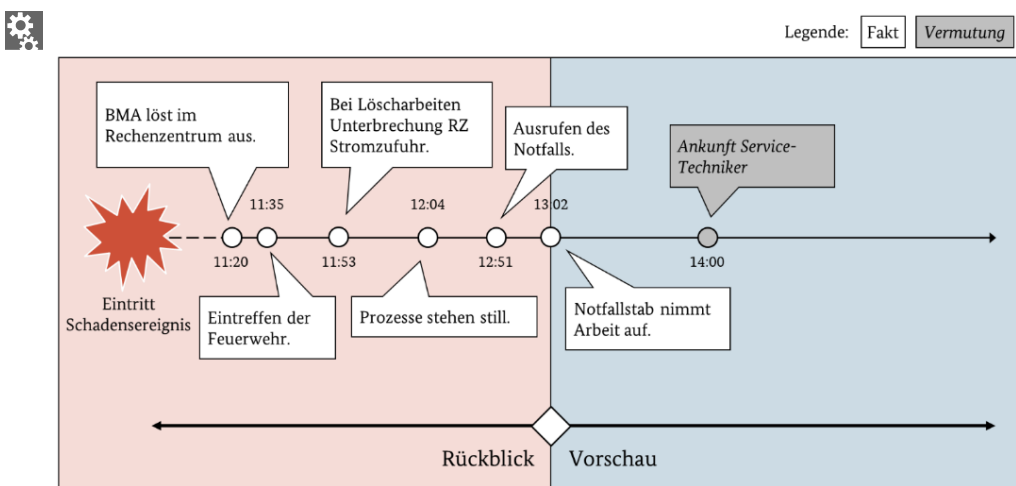 Legende: Fakt Vermutung
BMA löst im
Rechenzentrum aus.
Bei Löscharbeiten
Unterbrechung RZ
Stromzufuhr.
Ausrufen des
Notfalls.
Ankunft Service-
Techniker
11:35
12:04
13:02
11:20
11:53
12:51
14:00
Eintritt
Schadensereignis
Eintreffen der
Feuerwehr.
Prozesse stehen still.
Notfallstab nimmt
Arbeit auf.
Rückblick
Vorschau